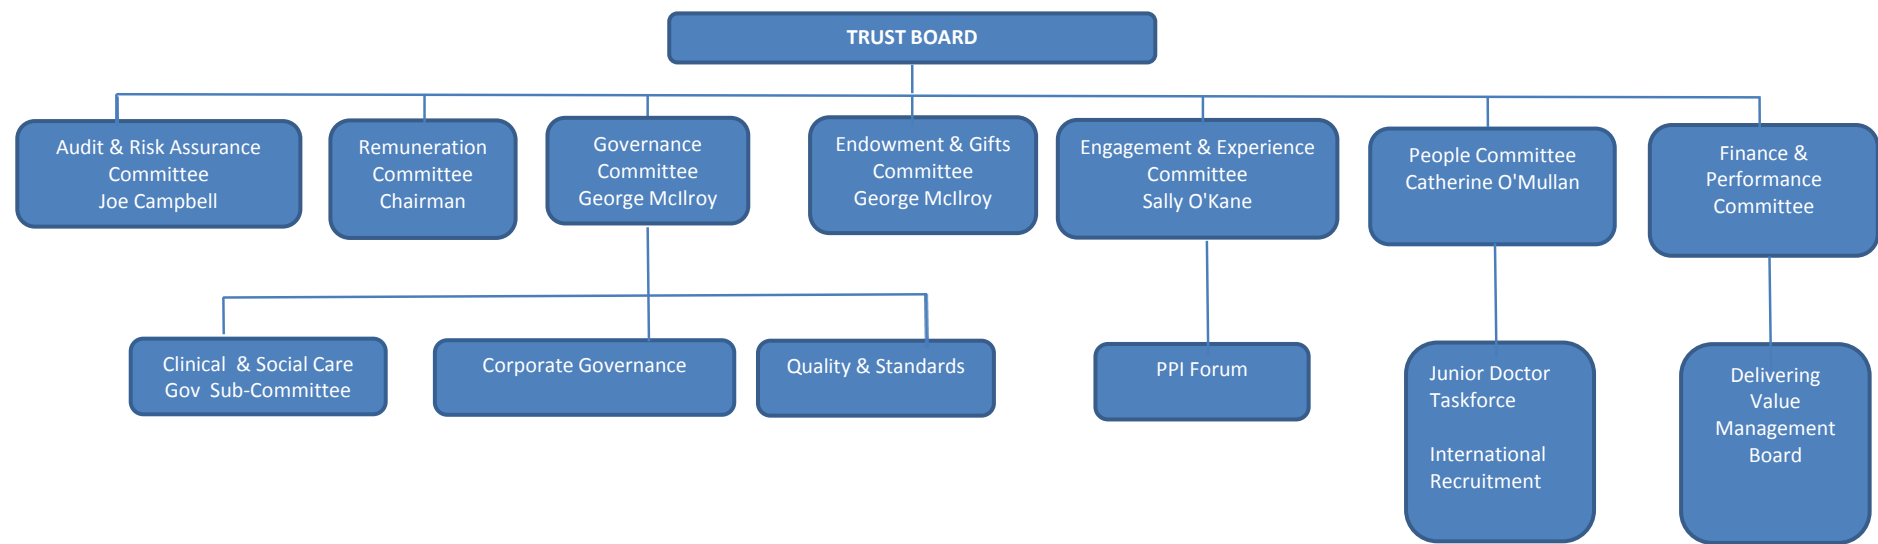 TRUST BOARD
Audit & Risk Assurance
Committee
Joe Campbell
Remuneration
Committee
Chairman
Governance
Committee
George McIlroy
Endowment & Gifts
Committee
George McIlroy
Engagement & Experience
Committee
Sally O'Kane
People Committee
Catherine O'Mullan
Finance &
Performance
Committee
Clinical & Social Care
Gov Sub-Committee
Corporate Governance
Quality & Standards
PPI Forum
Junior Doctor
Taskforce
International
Recruitment
Delivering
Value
Management
Board